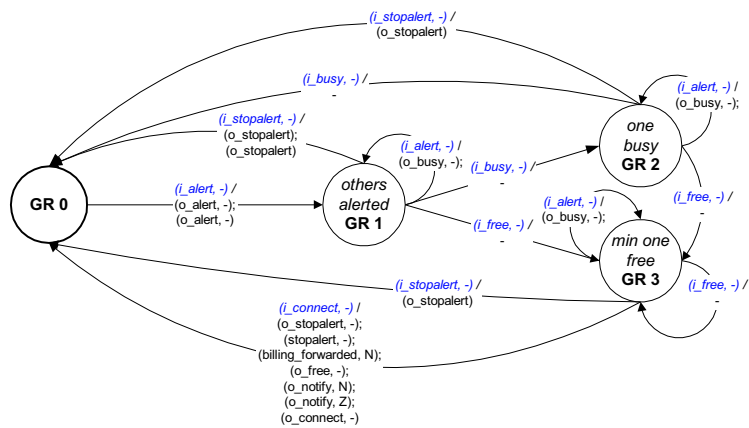 (i_stopalert, -) /
(o_stopalert)
(i_busy, -) /
-
(i_alert, -) /
(o_busy, -);
one
busy
GR 2
(i_stopalert, -) /
(o_stopalert);
(o_stopalert)
(i_alert, -) /
(o_busy, -);
(i_busy, -) /
-
GR 0
(i_alert, -) /
(o_alert, -);
(o_alert, -)
others
alerted
GR 1
(i_free, -) /
-
(i_alert, -) /
(o_busy, -);
(i_free, -) /
-
min one
free
GR 3
(i_free, -) /
-
(i_stopalert, -) /
(o_stopalert)
(i_connect, -) /
(o_stopalert, -);
(stopalert, -);
(billing_forwarded, N);
(o_free, -);
(o_notify, N);
(o_notify, Z);
(o_connect, -)